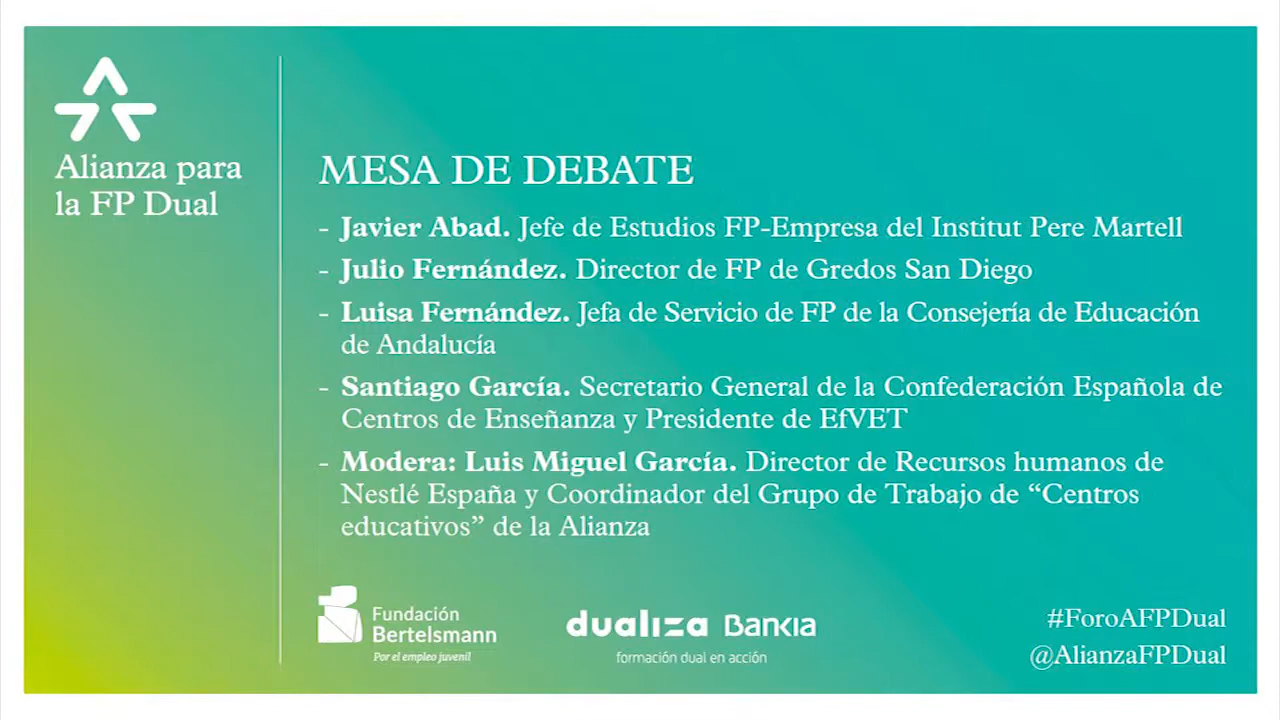 Alianza para
la FP Dual
MESA DE DEBATE
- Javier Abad. Jefe de Estudios FP-Empresa del Institut Pere Martell
- Julio Fernández. Director de FP de Gredos San Diego
- Luisa Fernández. Jefa de Servicio de FP de la Consejería de Educación
de Andalucía
- Santiago García. Secretario General de la Confederación Española de
Centros de Enseñanza y Presidente de EfVET
- Modera: Luis Miguel García. Director de Recursos humanos de
Nestlé España y Coordinador del Grupo de Trabajo de “Centros
educativos” de la Alianza
Fundación
Bertelsmann
Por el empleo juvenil
dualiza Bankia
formación dual en acción
#ForoAFPDual
@AlianzaFPDual